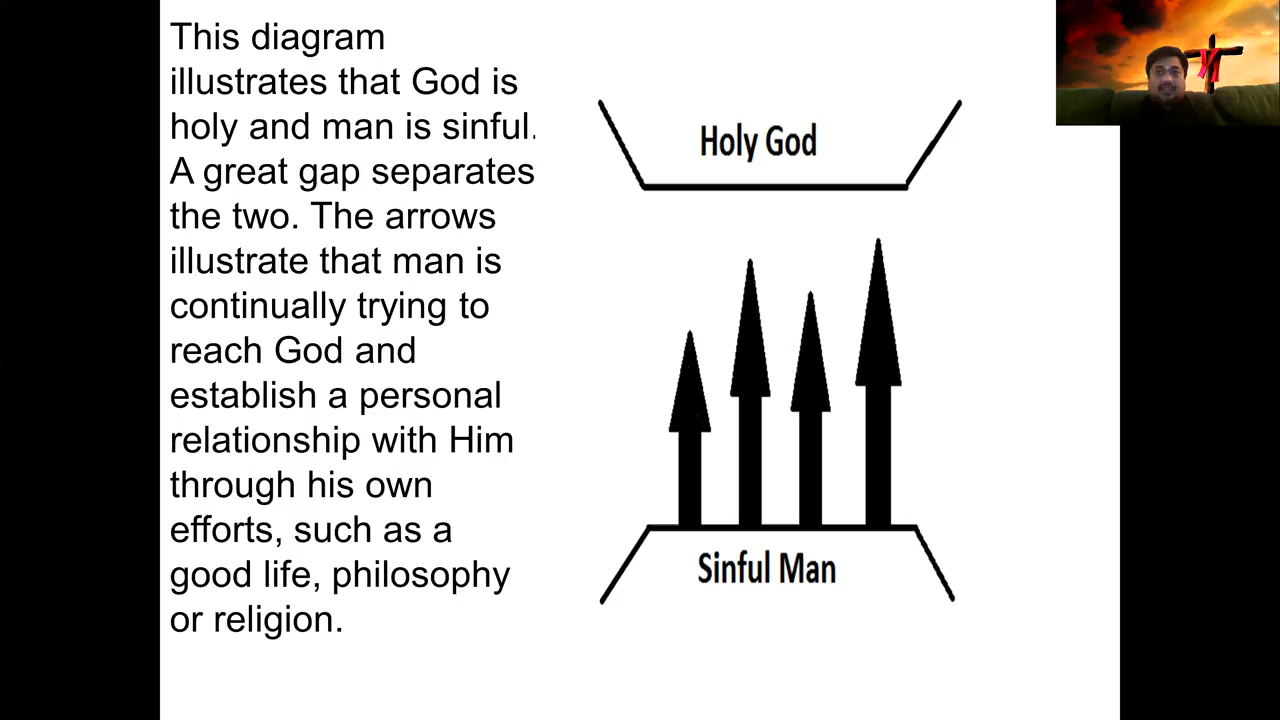 This diagram
illustrates that God is
holy and man is sinful.
A great gap separates
the two. The arrows
illustrate that man is
continually trying to
reach God and
establish a personal
relationship with Him
through his own
efforts, such as a
good life, philosophy
or religion.
Holy God
Sinful Man